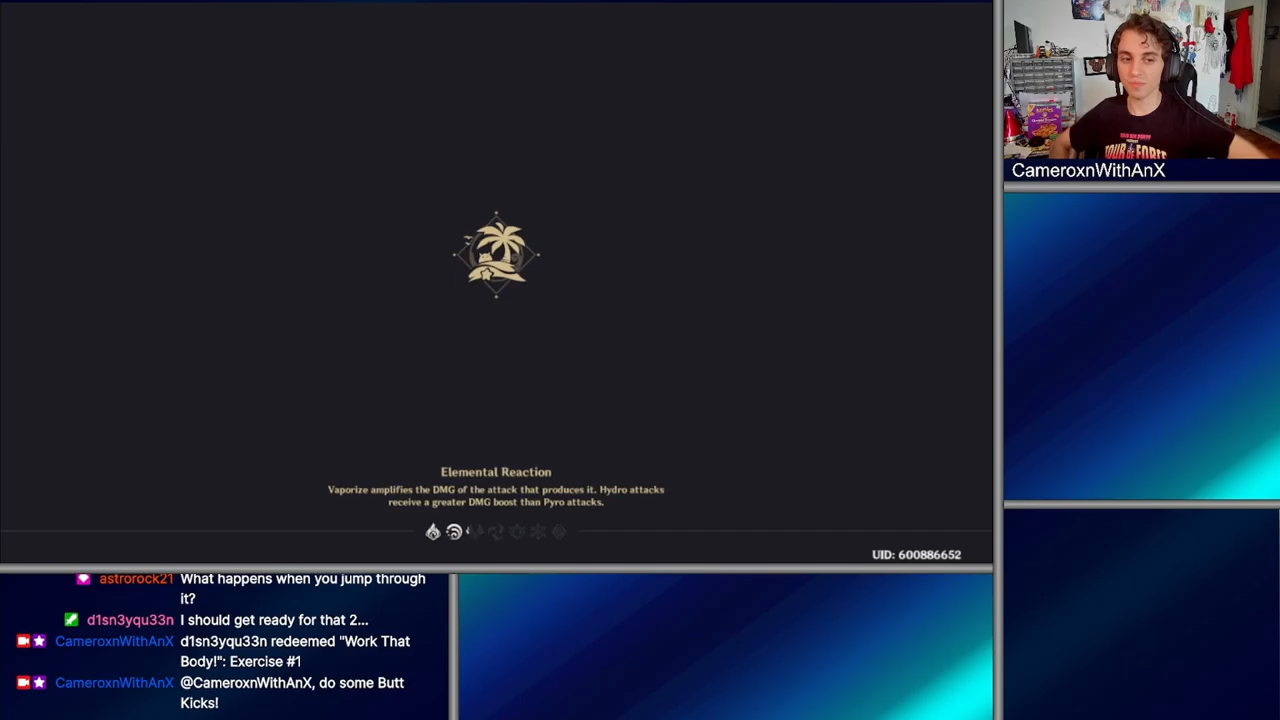 CameroxnWithAnX
Elemental Reaction
Vaporize amplifies the DMG of the attack that produces it. Hydro attacks
receive a greater DMG boost than Pyro attacks.
UID: 600886652
astrorock21 What happens when you jump through
it?
d1sn3yqu33n I should get ready for that 2...
CameroxnWithAnX d1sn3yqu33n redeemed "Work That
Body!": Exercise #1
CameroxnWithAnX @CameroxnWithAnX, do some Butt
Kicks!